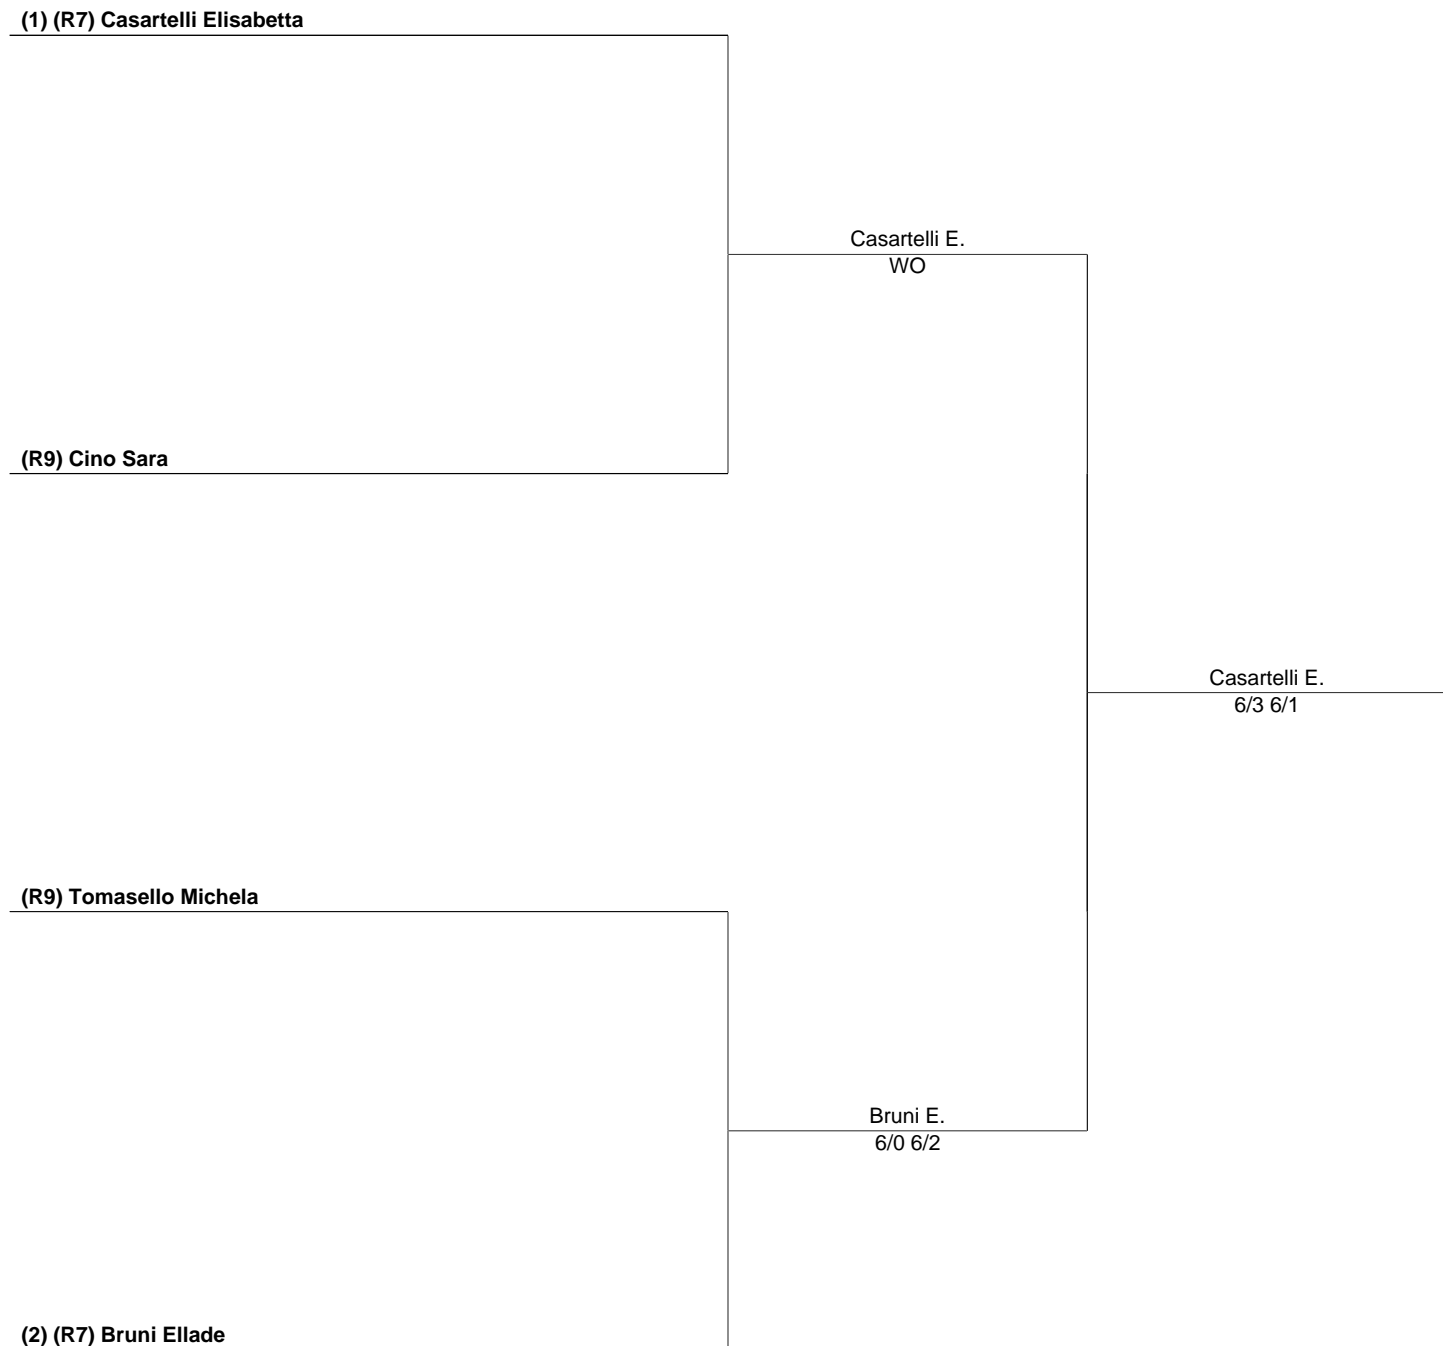 (1) (R7) Casartelli Elisabetta
Casartelli E.
WO
(R9) Cino Sara
Casartelli E.
6/3 6/1
(R9) Tomasello Michela
Bruni E.
6/0 6/2
(2) (R7) Bruni Ellade